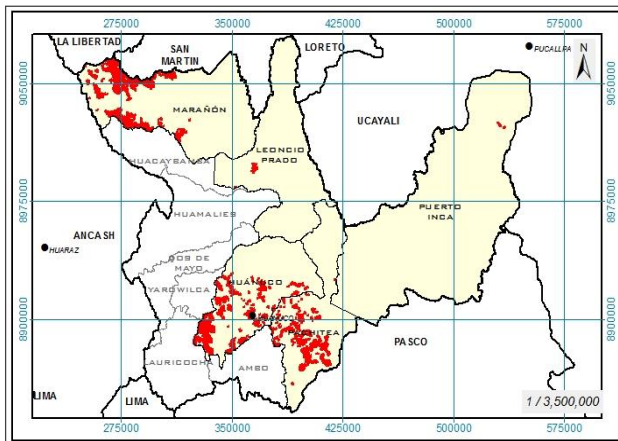 275000 350000 425000 500000 575000
LA LIBERTAD
SAN
MARTIN
LORETO
PUCALLPA
N
9050000
9050000
MARAÑÓN
UCAYALI
LEONCIO
PRADO
HUACAYBAMBA
8975000
8975000
HUAMALIES
PUERTO
INCA
ANCASH
HUARAZ
DOS DE
MAYO
HUÁNUCO
YAROWILCA
HUANUCO
8900000
8900000
PACHITEA
PASCO
LAURICOCHA
AMBO
LIMA
LIMA
1 / 3,500,000
275000 350000 425000 500000 575000